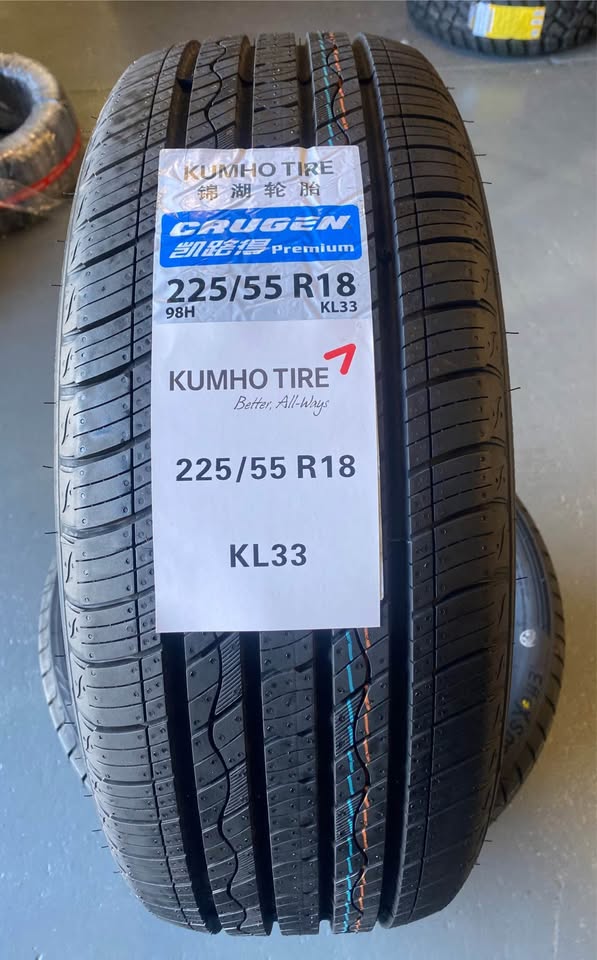 KUMHO TIRE
锦湖轮胎
CRUGEN
凯路得 Premium
225/55 R18
98H KL33
KUMHO TIRE
Better, All-Ways
225/55 R18
KL33